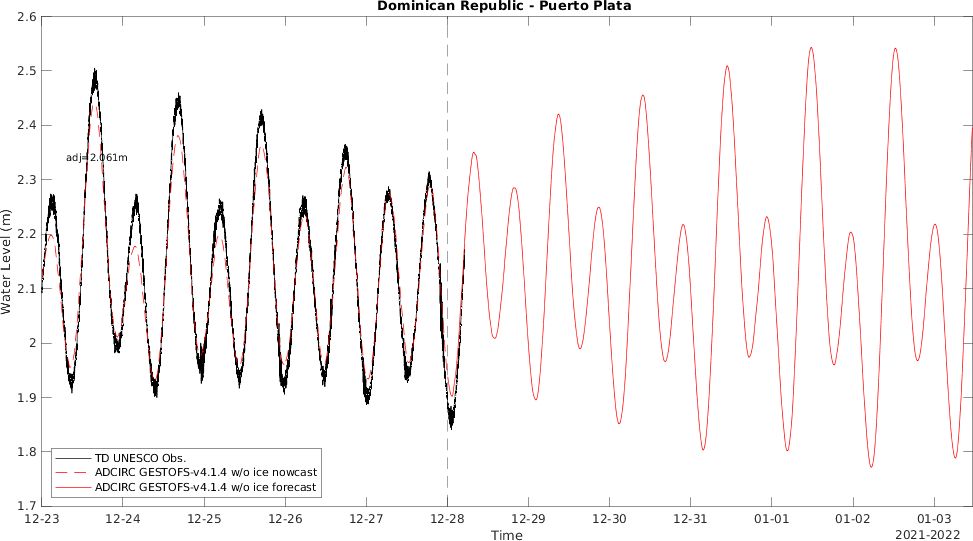 Dominican Republic - Puerto Plata
2.6
2.5
2.4
2.3
2.2
2.1
2
1.9
1.8
1.7
Water Level (m)
adj=2.061m
TD UNESCO Obs.
ADCIRC GESTOFS-v4.1.4 w/o ice nowcast
ADCIRC GESTOFS-v4.1.4 w/o ice forecast
12-23 12-24 12-25 12-26 12-27 12-28 12-29 12-30 12-31 01-01 01-02 01-03
Time
2021-2022